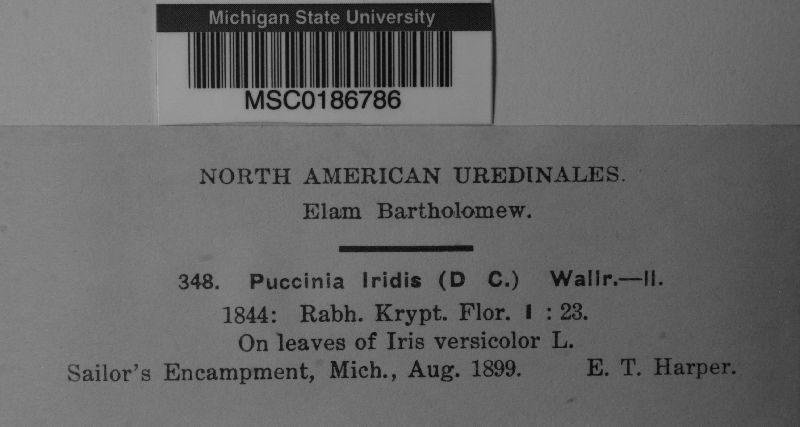 Michigan State University
MSC0186786
NORTH AMERICAN UREDINALES.
Elam Bartholomew.
348. Puccinia Iridis (D C.) Wallr.—II.
1844: Rabh. Krypt. Flor. I : 23.
On leaves of Iris versicolor L.
Sailor's Encampment, Mich., Aug. 1899. E. T. Harper.